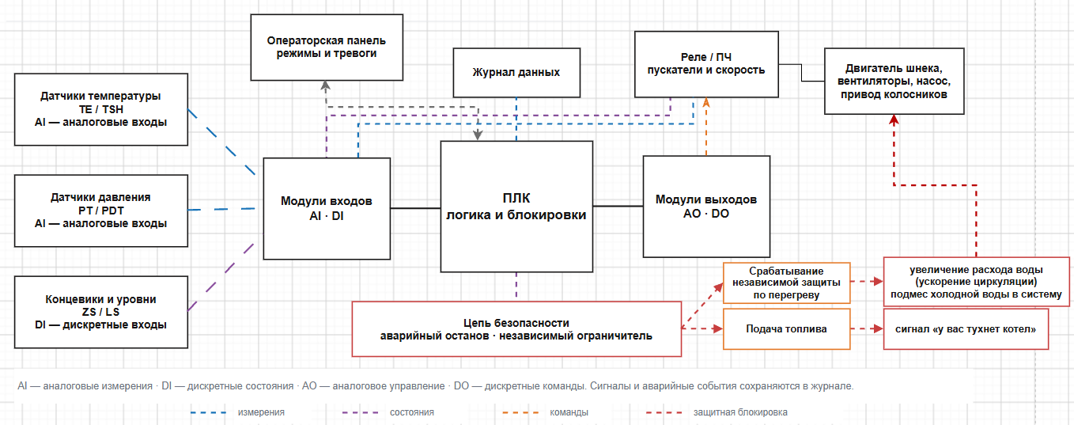 Операторская панель
режимы и тревоги
Журнал данных
Реле / ПЧ
пускатели и скорость
Двигатель шнека,
вентиляторы, насос,
привод колосников
Датчики температуры
TE / TSH
AI — аналоговые входы
Датчики давления
PT / PDT
AI — аналоговые входы
Концевики и уровни
ZS / LS
DI — дискретные входы
Модули входов
AI · DI
ПЛК
логика и блокировки
Модули выходов
AO · DO
Цепь безопасности
аварийный останов · независимый ограничитель
Срабатывание
независимой защиты
по перегреву
увеличение расхода воды
(ускорение циркуляции)
подмес холодной воды в систему
Подача топлива
сигнал «у вас тухнет котел»
AI — аналоговые измерения · DI — дискретные состояния · AO — аналоговое управление · DO — дискретные команды. Сигналы и аварийные события сохраняются в журнале.
измерения
состояния
команды
защитная блокировка